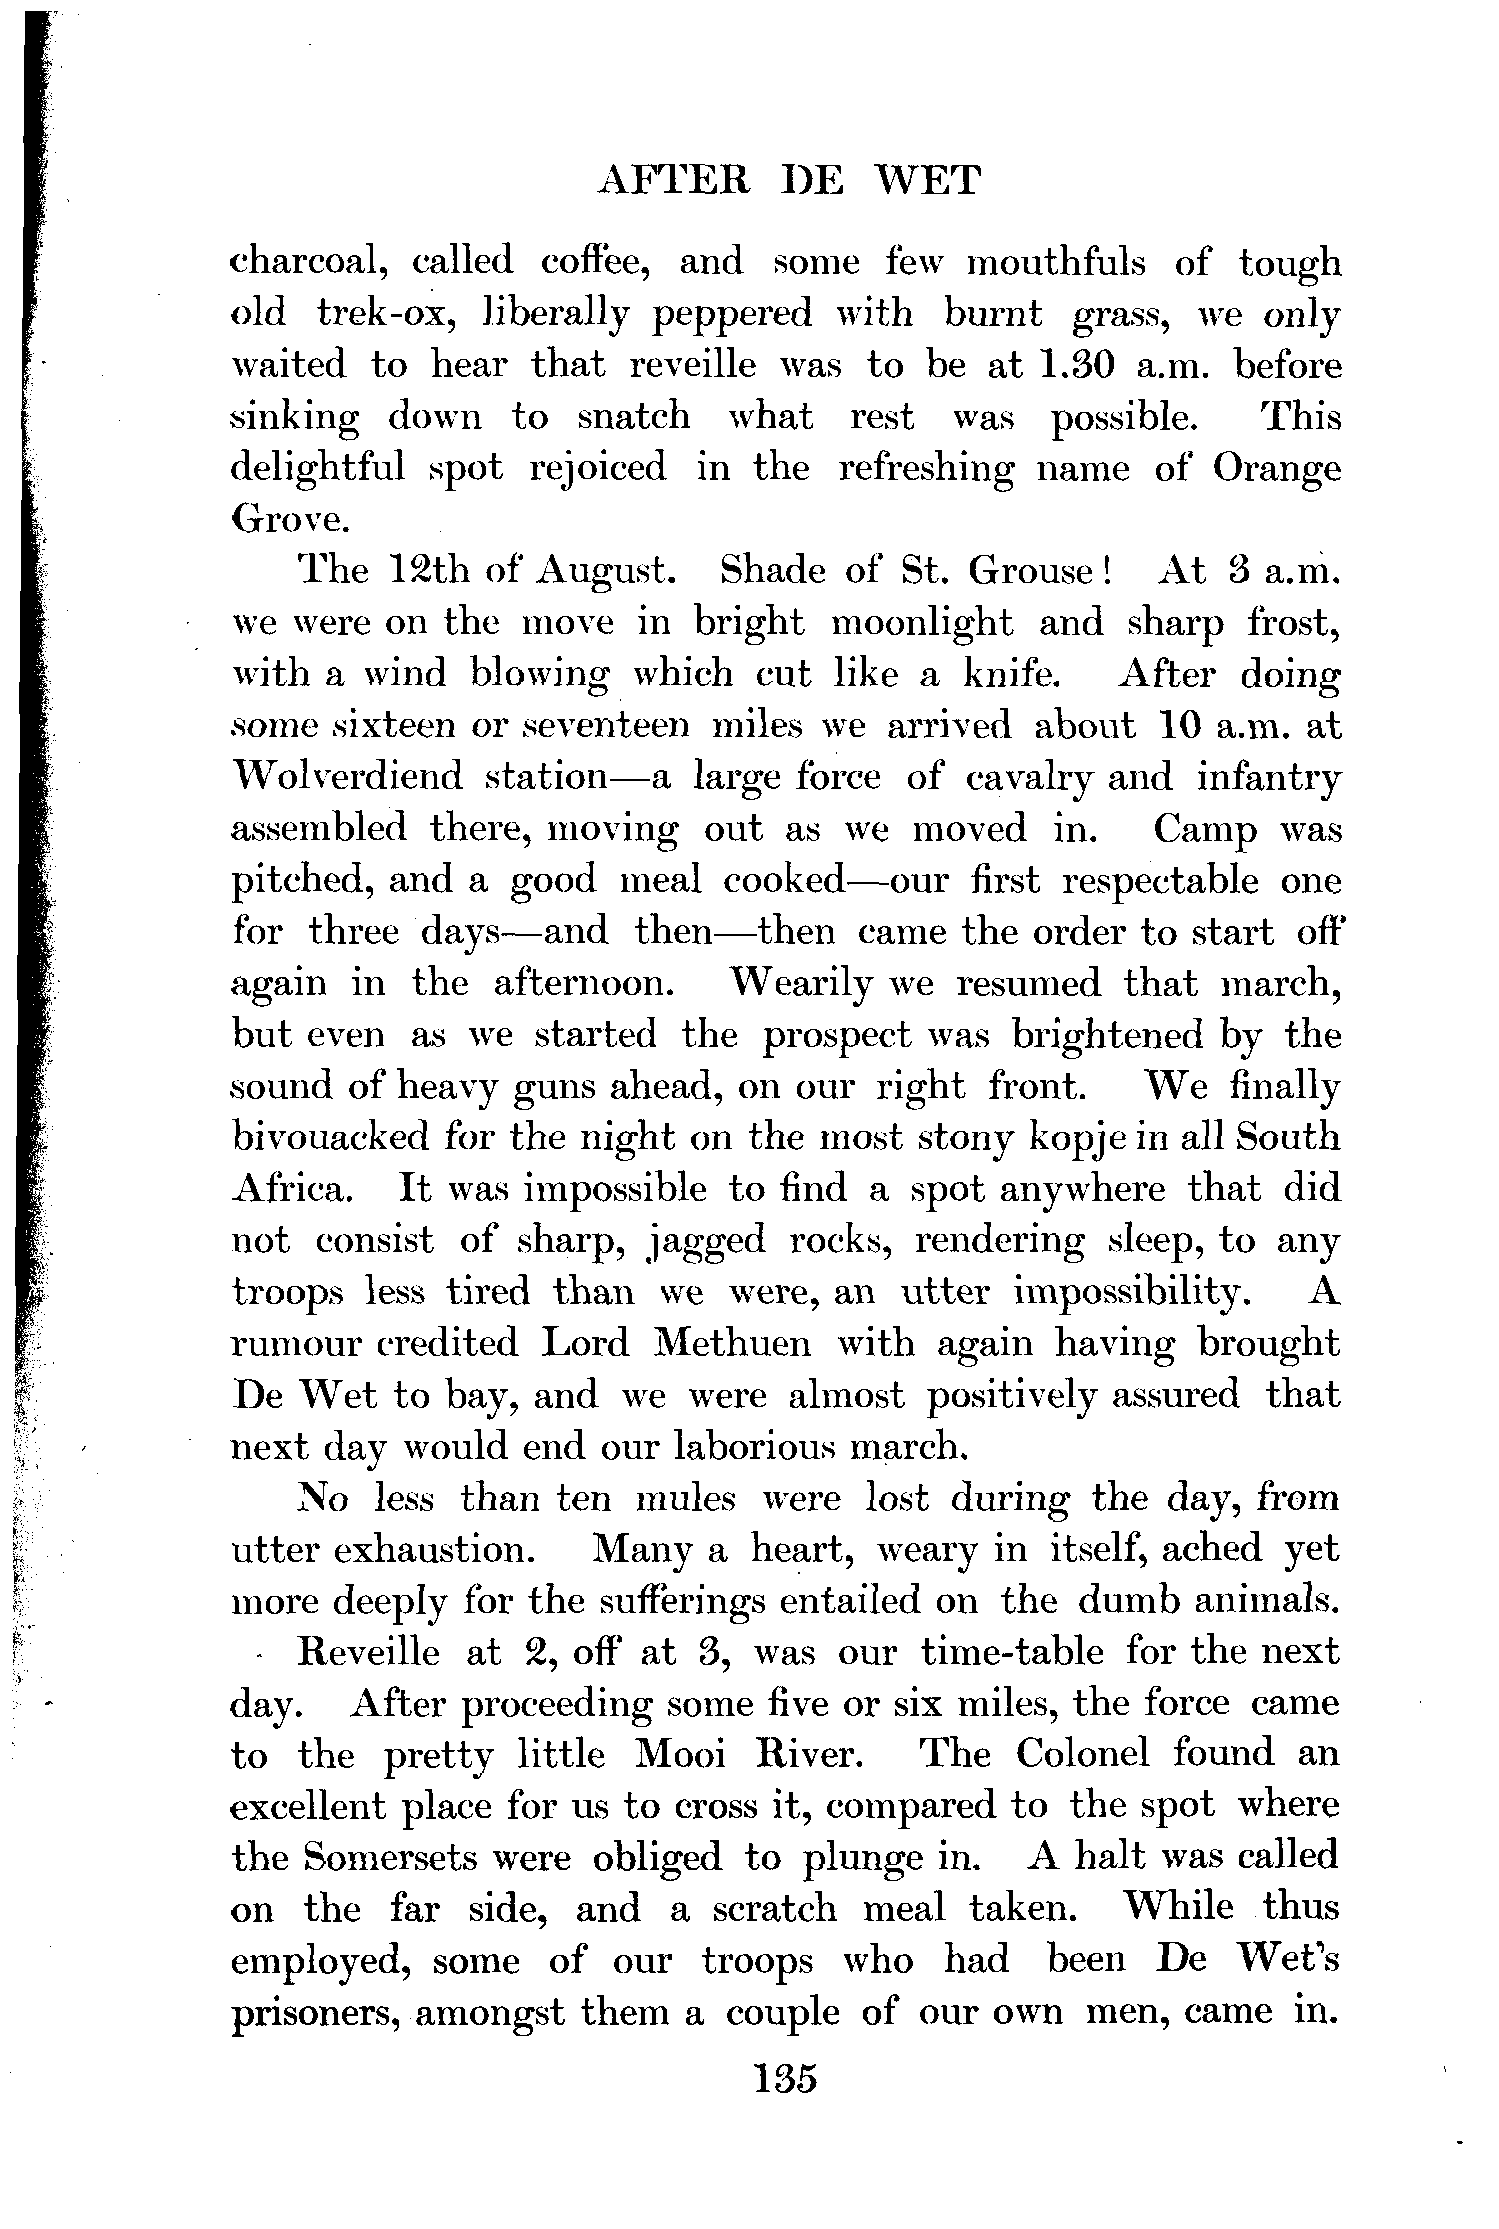 AFTER DE WET
charcoal, called coffee, and some few mouthfuls of tough
old trek-ox, liberally peppered with burnt grass, we only
waited to hear that reveille was to be at 1.30 a.m. before
sinking down to snatch what rest was possible. This
delightful spot rejoiced in the refreshing name of Orange
Grove.
The 12th of August. Shade of St. Grouse! At 3 a.m.
we were on the move in bright moonlight and sharp frost,
with a wind blowing which cut like a knife. After doing
some sixteen or seventeen miles we arrived about 10 a.m. at
Wolverdiend station—a large force of cavalry and infantry
assembled there, moving out as we moved in. Camp was
pitched, and a good meal cooked—our first respectable one
for three days—and then—then came the order to start off
again in the afternoon. Wearily we resumed that march,
but even as we started the prospect was brightened by the
sound of heavy guns ahead, on our right front. We finally
bivouacked for the night on the most stony kopje in all South
Africa. It was impossible to find a spot anywhere that did
not consist of sharp, jagged rocks, rendering sleep, to any
troops less tired than we were, an utter impossibility. A
rumour credited Lord Methuen with again having brought
De Wet to bay, and we were almost positively assured that
next day would end our laborious march.
No less than ten mules were lost during the day, from
utter exhaustion. Many a heart, weary in itself, ached yet
more deeply for the sufferings entailed on the dumb animals.
Reveille at 2, off at 3, was our time-table for the next
day. After proceeding some five or six miles, the force came
to the pretty little Mooi River. The Colonel found an
excellent place for us to cross it, compared to the spot where
the Somersets were obliged to plunge in. A halt was called
on the far side, and a scratch meal taken. While thus
employed, some of our troops who had been De Wet's
prisoners, amongst them a couple of our own men, came in.
135